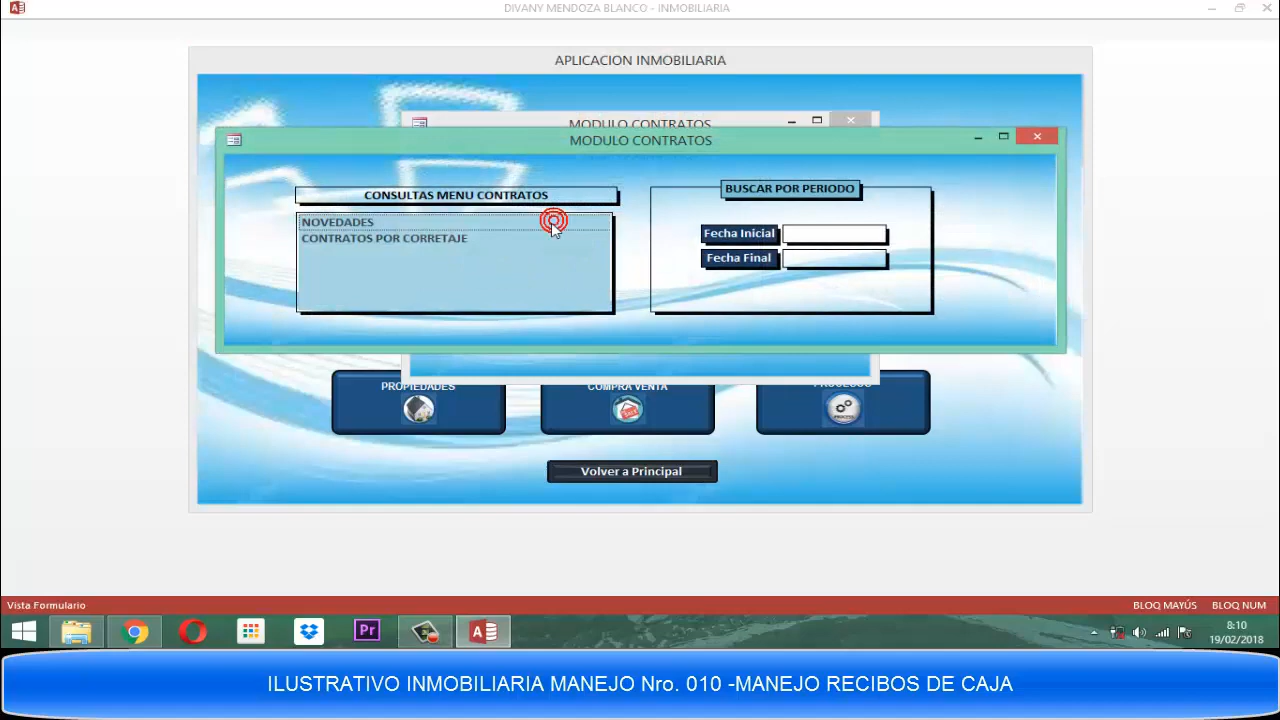 DIVANY MENDOZA BLANCO - INMOBILIARIA
APLICACION INMOBILIARIA
MODULO CONTRATOS
MODULO CONTRATOS
CONSULTAS MENU CONTRATOS
NOVEDADES
CONTRATOS POR CORRETAJE
BUSCAR POR PERIODO
Fecha Inicial
Fecha Final
PROPIEDADES
COMPRA VENTA
PROCESOS
Volver a Principal
Vista Formulario
BLOQ MAYÚS
BLOQ NUM
Pr
8:10
19/02/2018
ILUSTRATIVO INMOBILIARIA MANEJO Nro. 010 -MANEJO RECIBOS DE CAJA